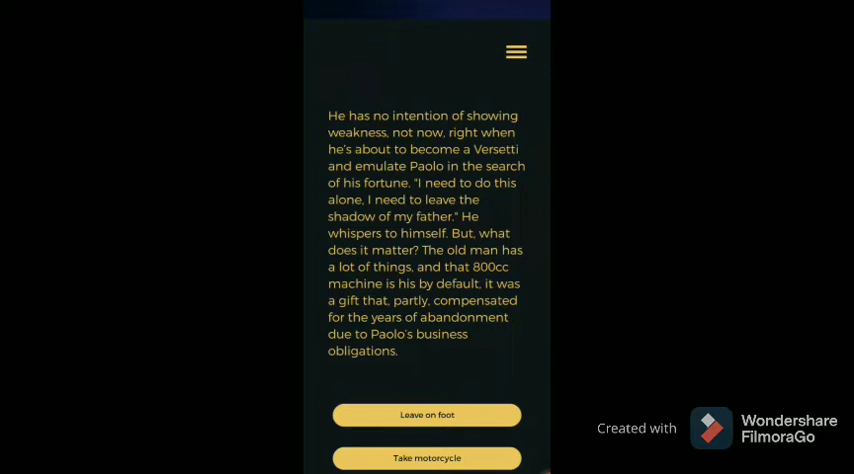 He has no intention of showing
weakness, not now, right when
he's about to become a Versetti
and emulate Paolo in the search
of his fortune. "I need to do this
alone, I need to leave the
shadow of my father." He
whispers to himself. But, what
does it matter? The old man has
a lot of things, and that 800cc
machine is his by default, it was
a gift that, partly, compensated
for the years of abandonment
due to Paolo's business
obligations.
Leave on foot
Take motorcycle
Created with
Wondershare
FilmoraGo